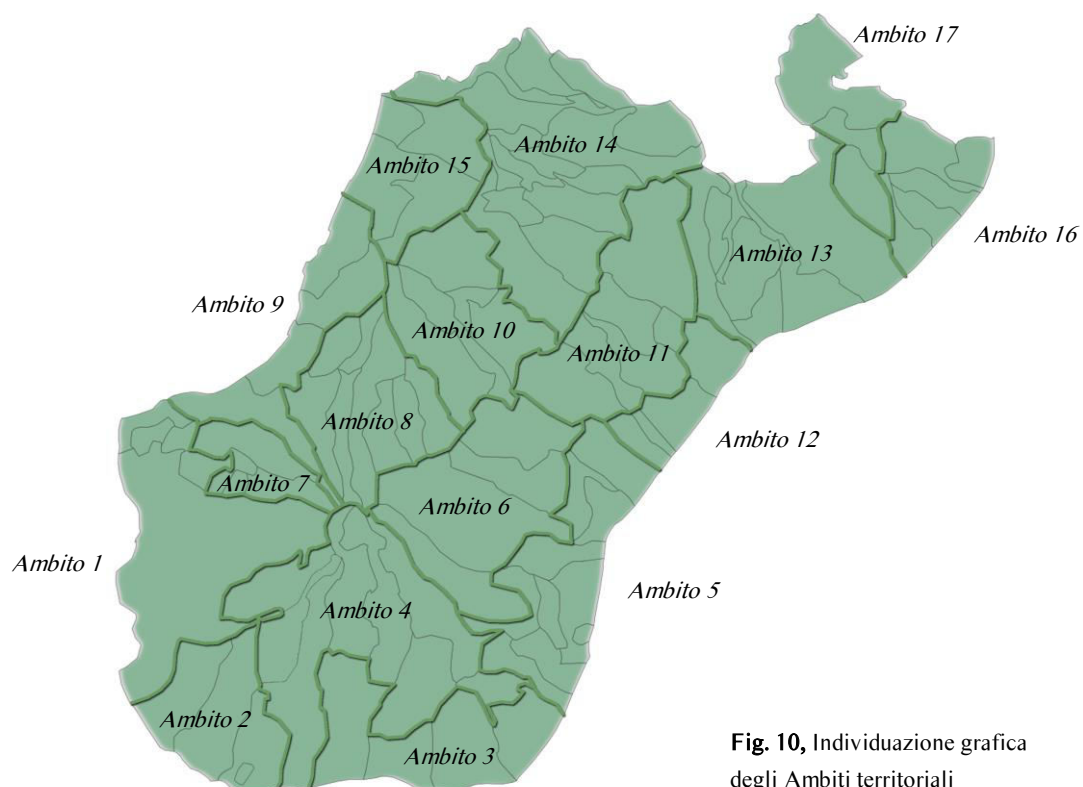 Ambito 17
Ambito 14
Ambito 15
Ambito 16
Ambito 13
Ambito 9
Ambito 10
Ambito 11
Ambito 8
Ambito 12
Ambito 7
Ambito 6
Ambito 1
Ambito 5
Ambito 4
Ambito 2
Ambito 3
Fig. 10, Individuazione grafica
degli Ambiti territoriali